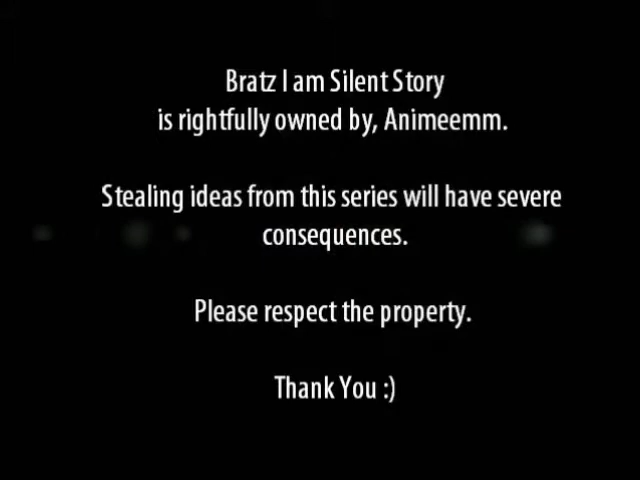 Bratz I am Silent Story
is rightfully owned by, Animeemm.
Stealing ideas from this series will have severe
consequences.
Please respect the property.
Thank You :)